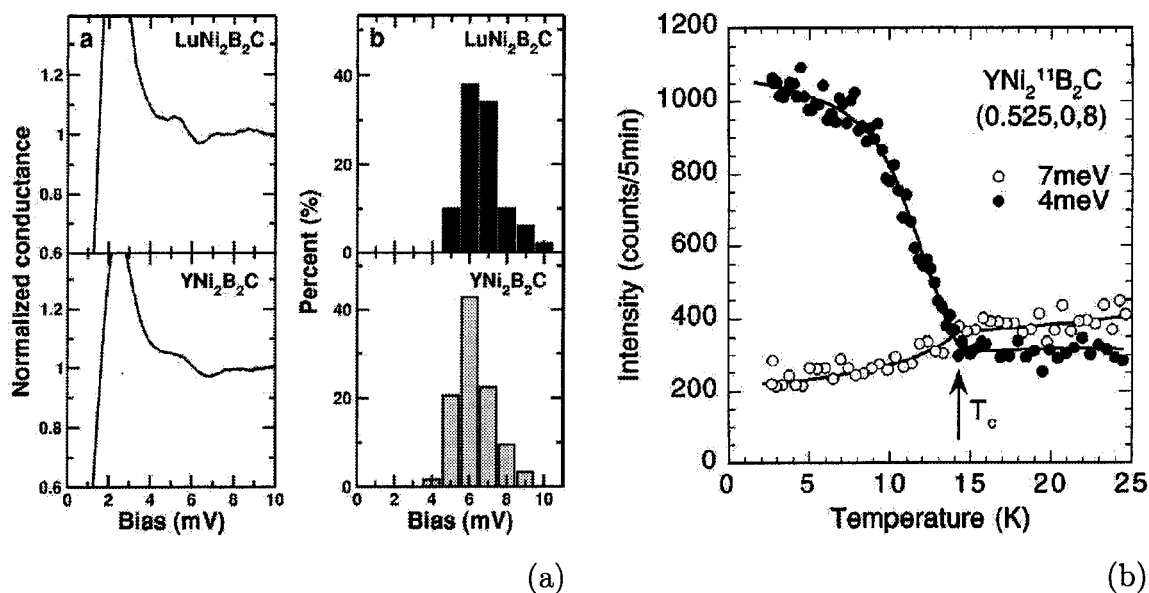 a
LuNi₂B₂C
1.2
1
0.8
0.6
YNi₂B₂C
1.2
1
0.8
0.6
0 2 4 6 8 10
Bias (mV)
Normalized conductance
b
LuNi₂B₂C
40
20
0
YNi₂B₂C
40
20
0
0 2 4 6 8 10
Bias (mV)
Percent (%)
(a)
1200
1000
800
600
400
200
0
YNi₂¹¹B₂C
(0.525,0,8)
7meV
4meV
T_c
0 5 10 15 20 25
Temperature (K)
Intensity (counts/5min)
(b)